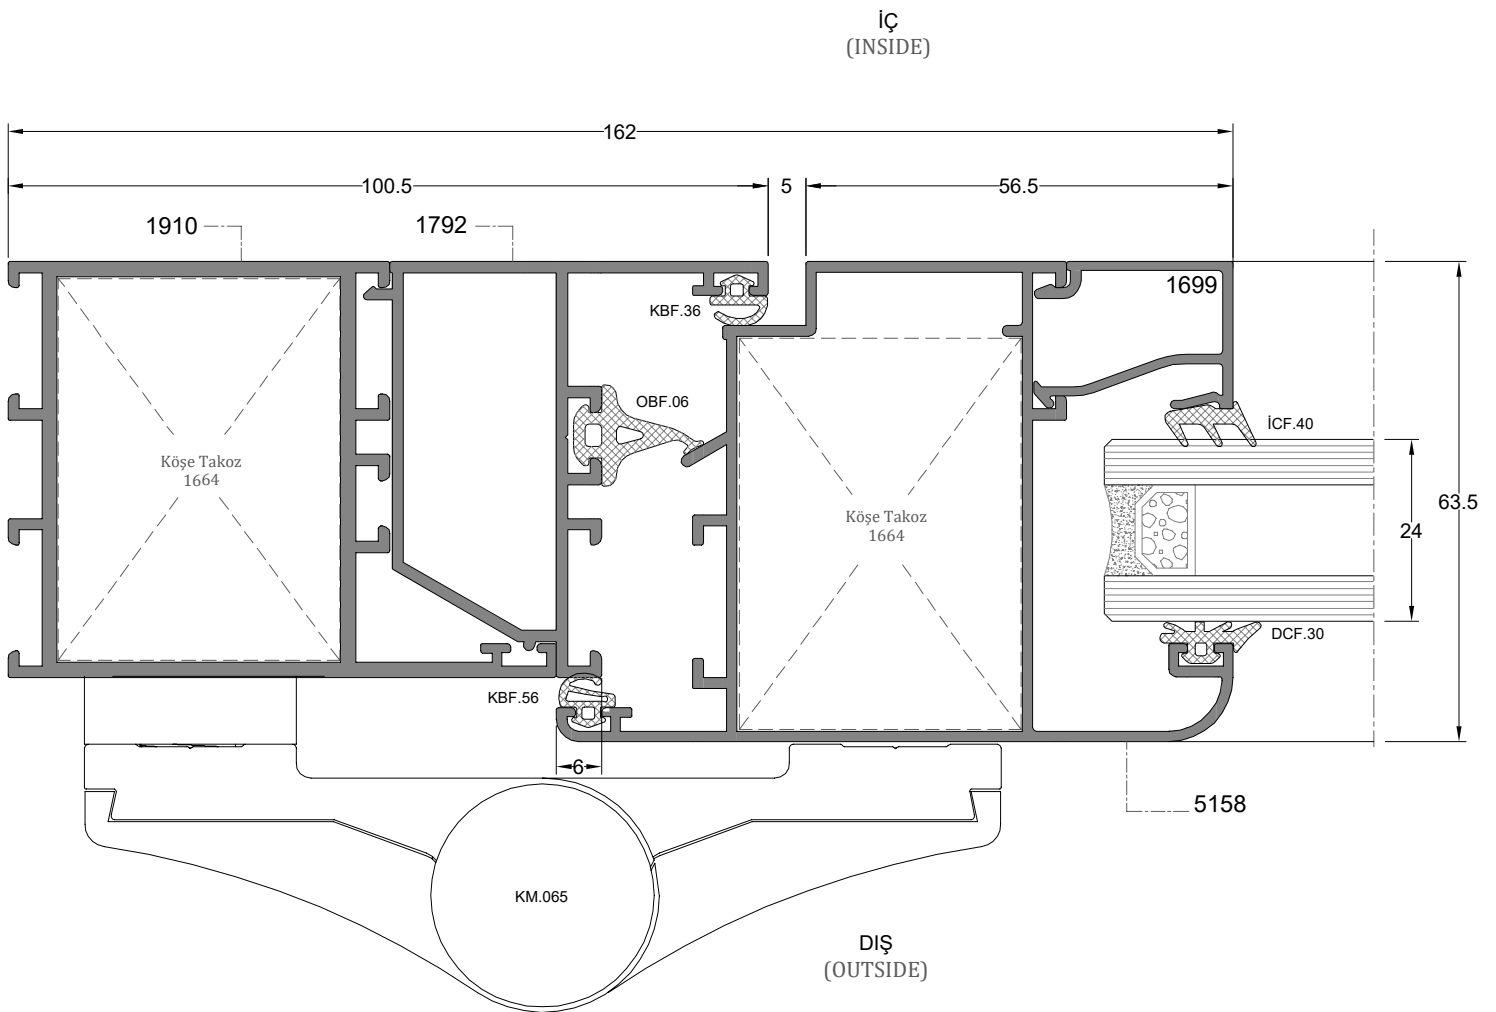 İÇ
(INSIDE)
162
100.5
5
56.5
1910
1792
1699
KBF.36
OBF.06
İCF.40
Köşe Takoz
1664
Köşe Takoz
1664
63.5
24
DCF.30
KBF.56
6
5158
KM.065
DIŞ
(OUTSIDE)